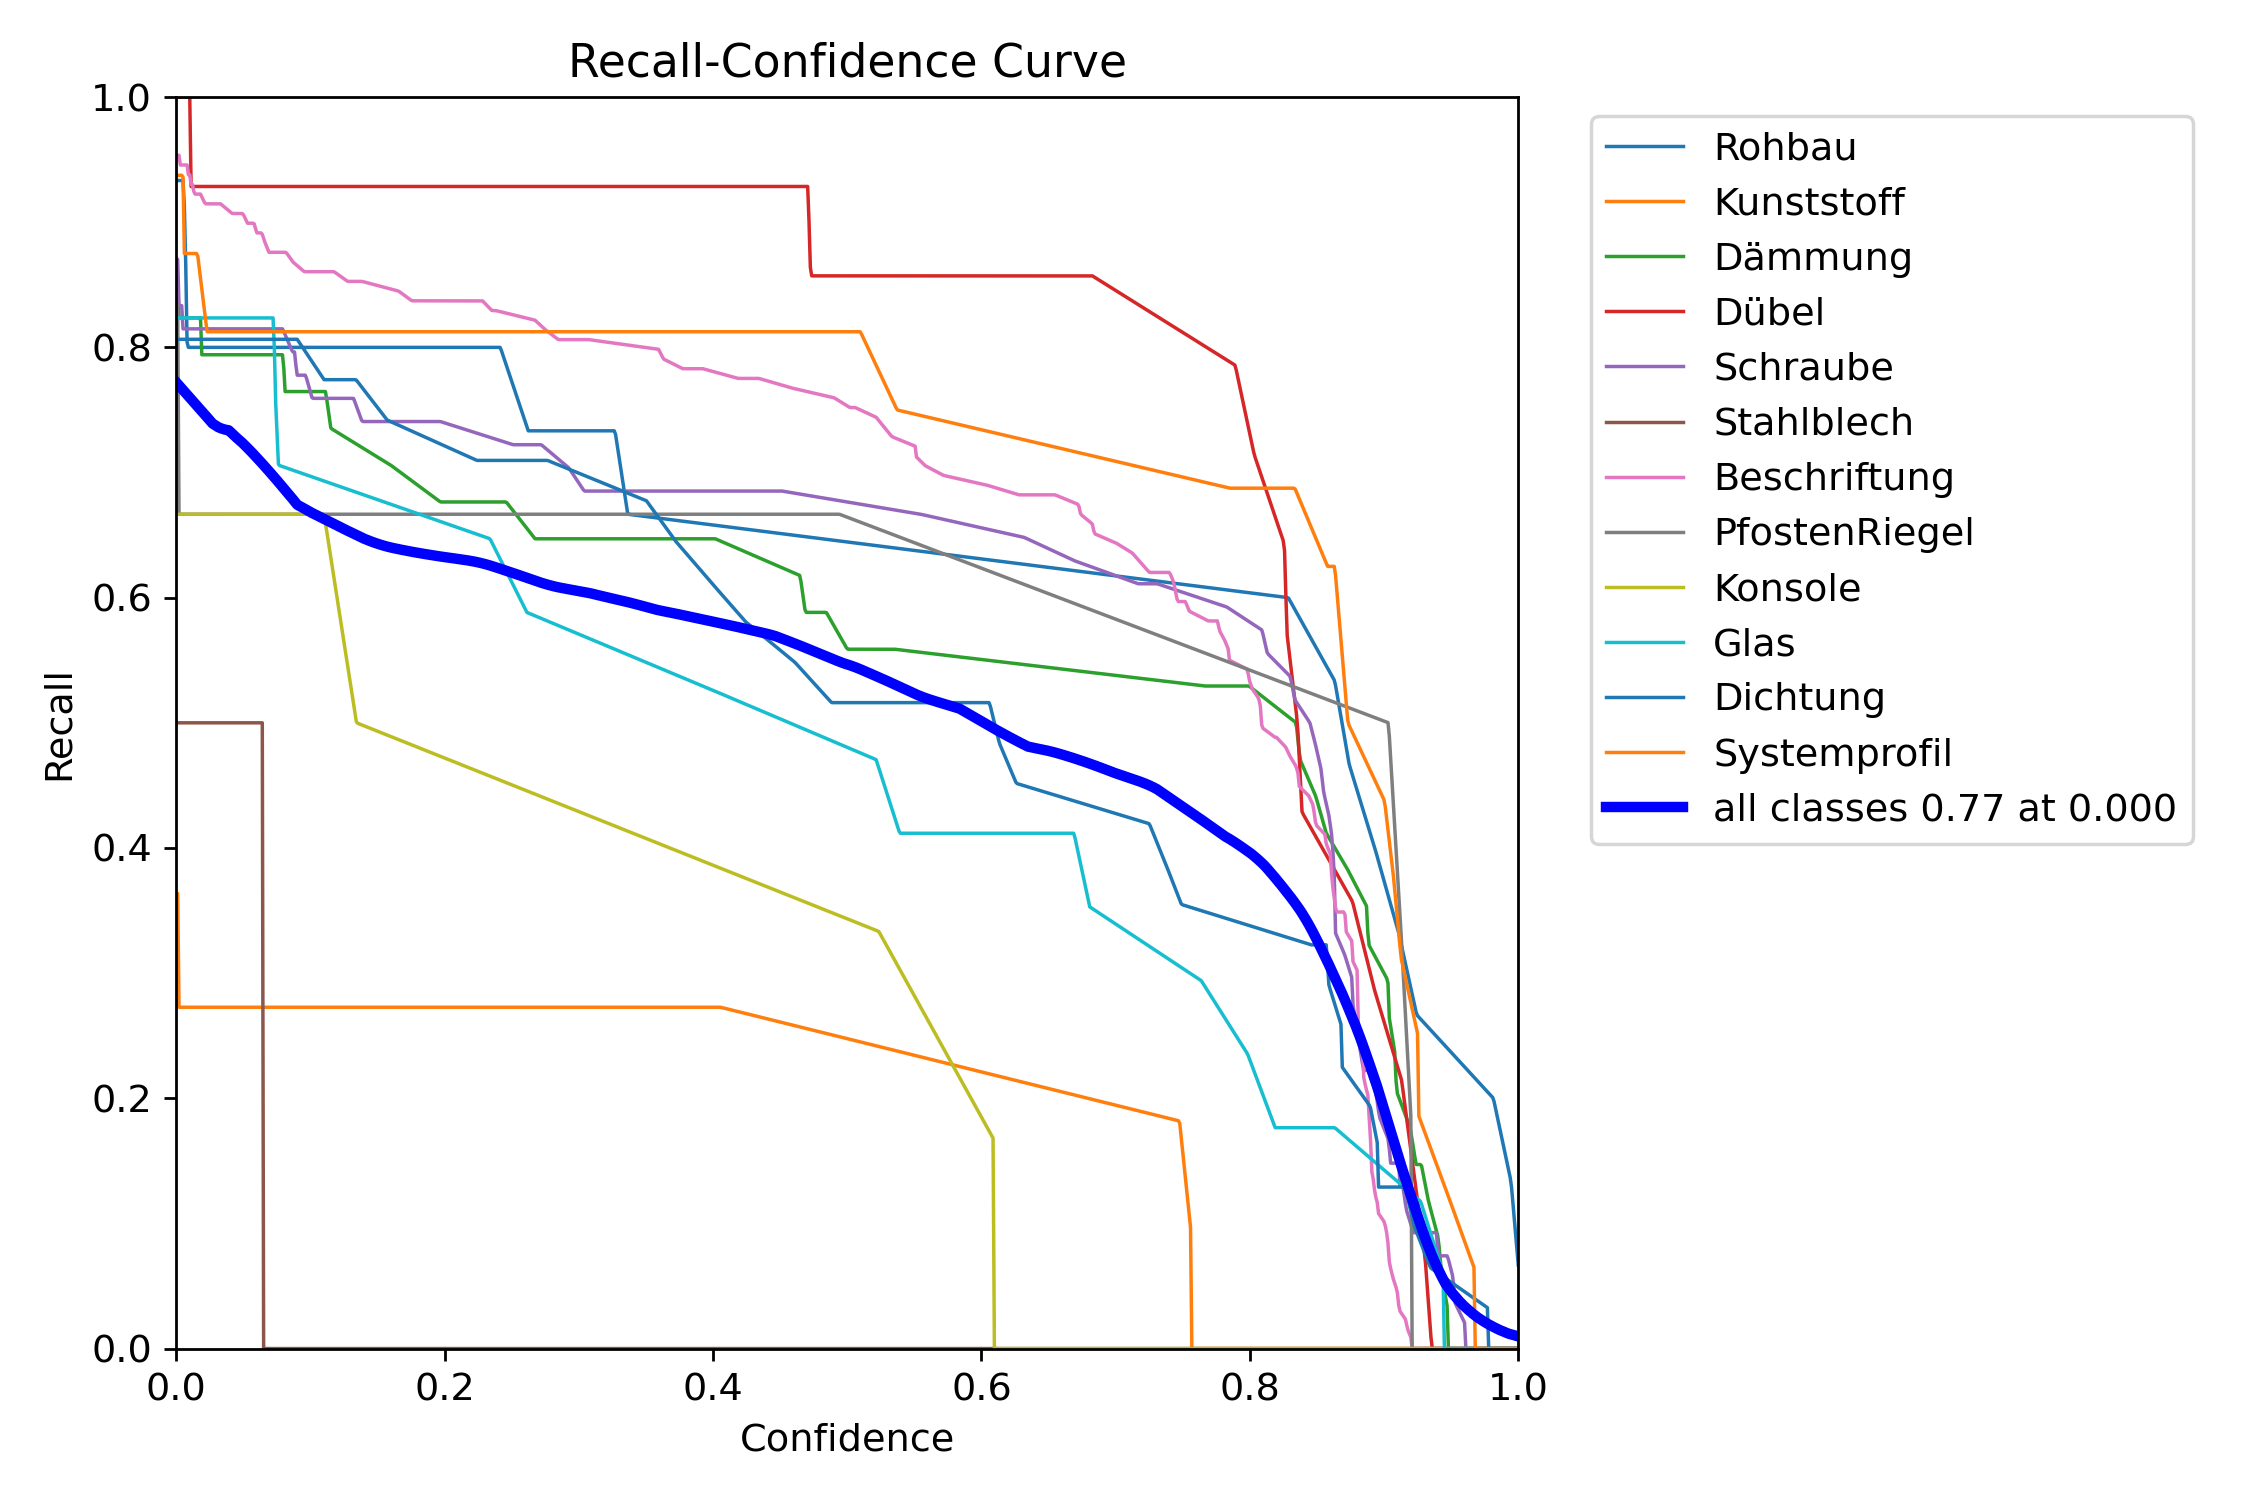 Recall-Confidence Curve
1.0
0.8
0.6
0.4
0.2
0.0
Recall
0.0 0.2 0.4 0.6 0.8 1.0
Confidence
Rohbau
Kunststoff
Dämmung
Dübel
Schraube
Stahlblech
Beschriftung
PfostenRiegel
Konsole
Glas
Dichtung
Systemprofil
all classes 0.77 at 0.000